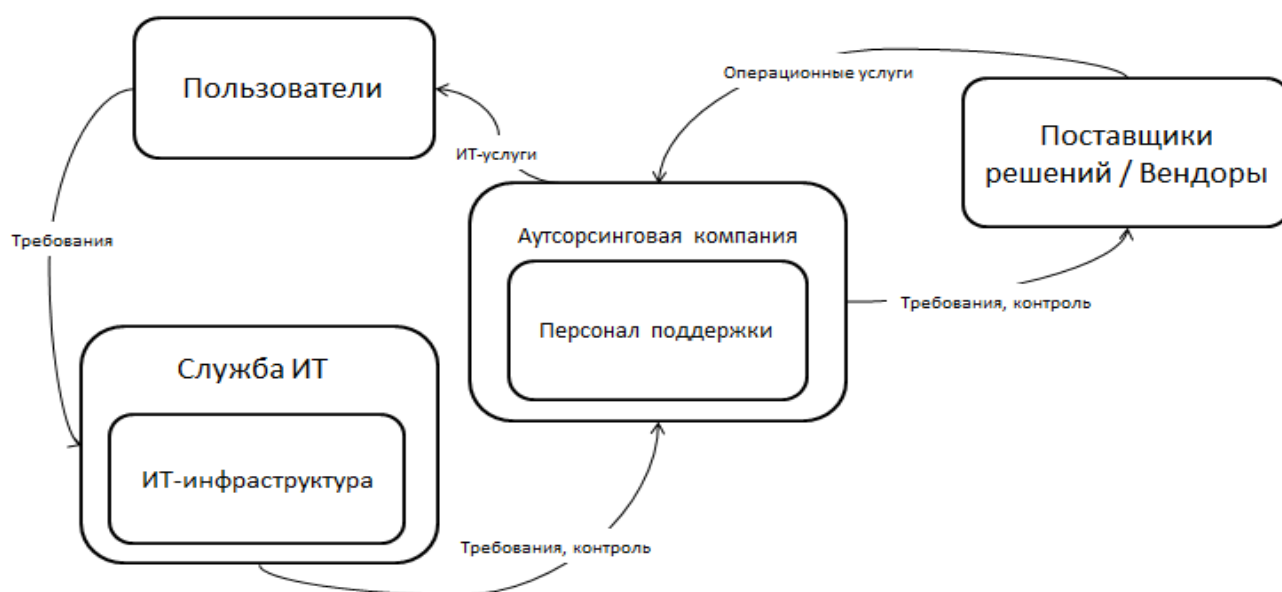 Пользователи
Операционные услуги
Поставщики
решений / Вендоры
ИТ-услуги
Требования
Аутсорсинговая компания
Персонал поддержки
Требования, контроль
Служба ИТ
ИТ-инфраструктура
Требования, контроль